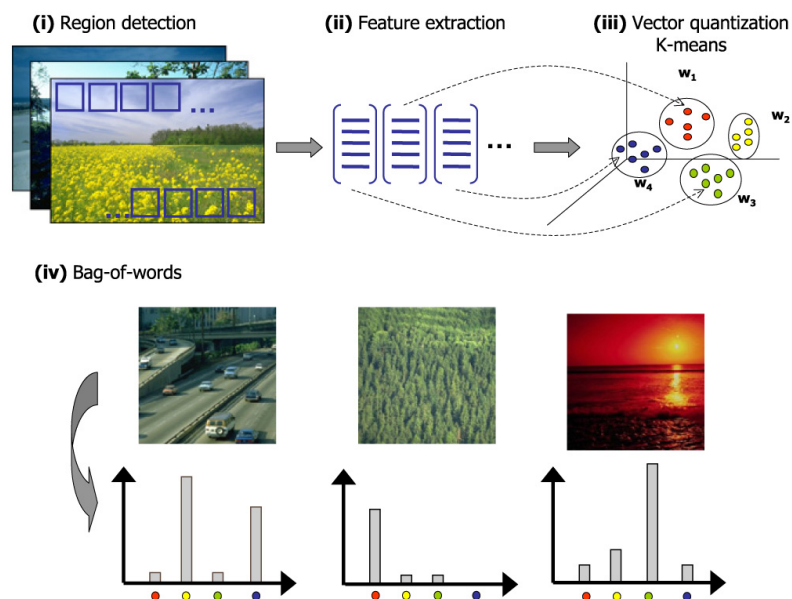 (i) Region detection
(ii) Feature extraction
(iii) Vector quantization
K-means
w1
w2
w3
w4
...
...
...
(iv) Bag-of-words